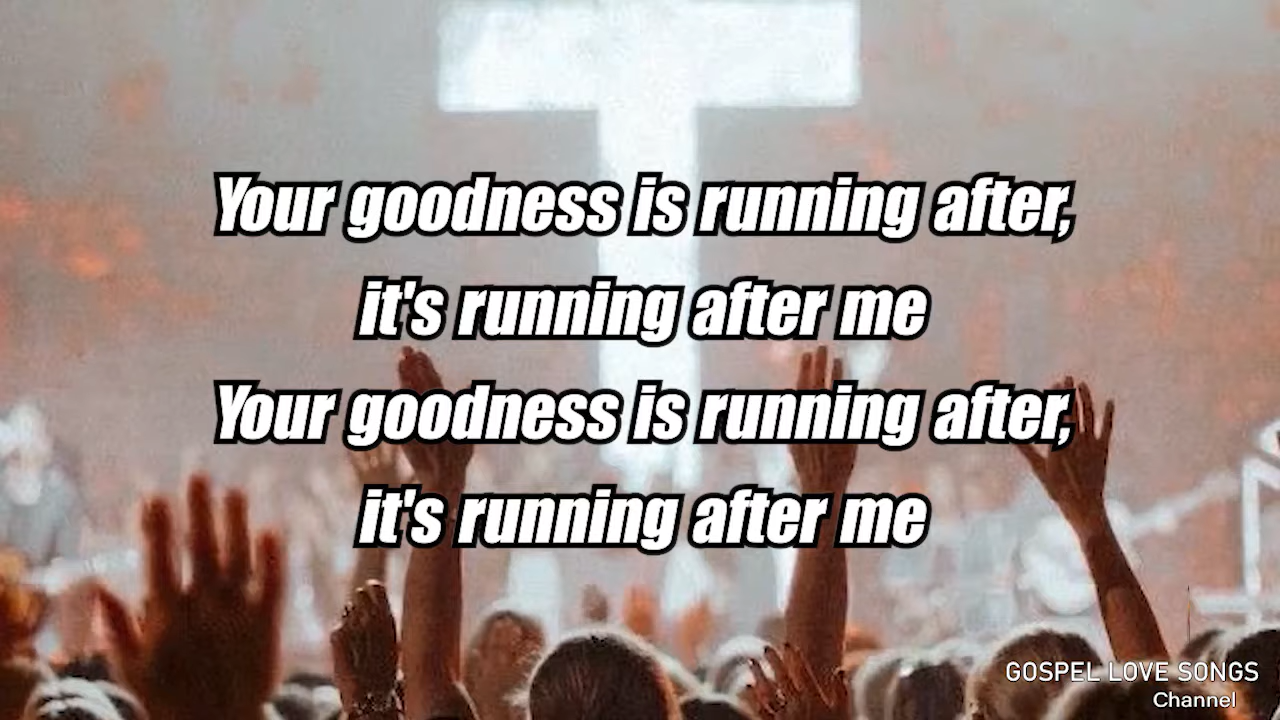 Your goodness is running after,
it's running after me
Your goodness is running after,
it's running after me
GOSPEL LOVE SONGS
Channel